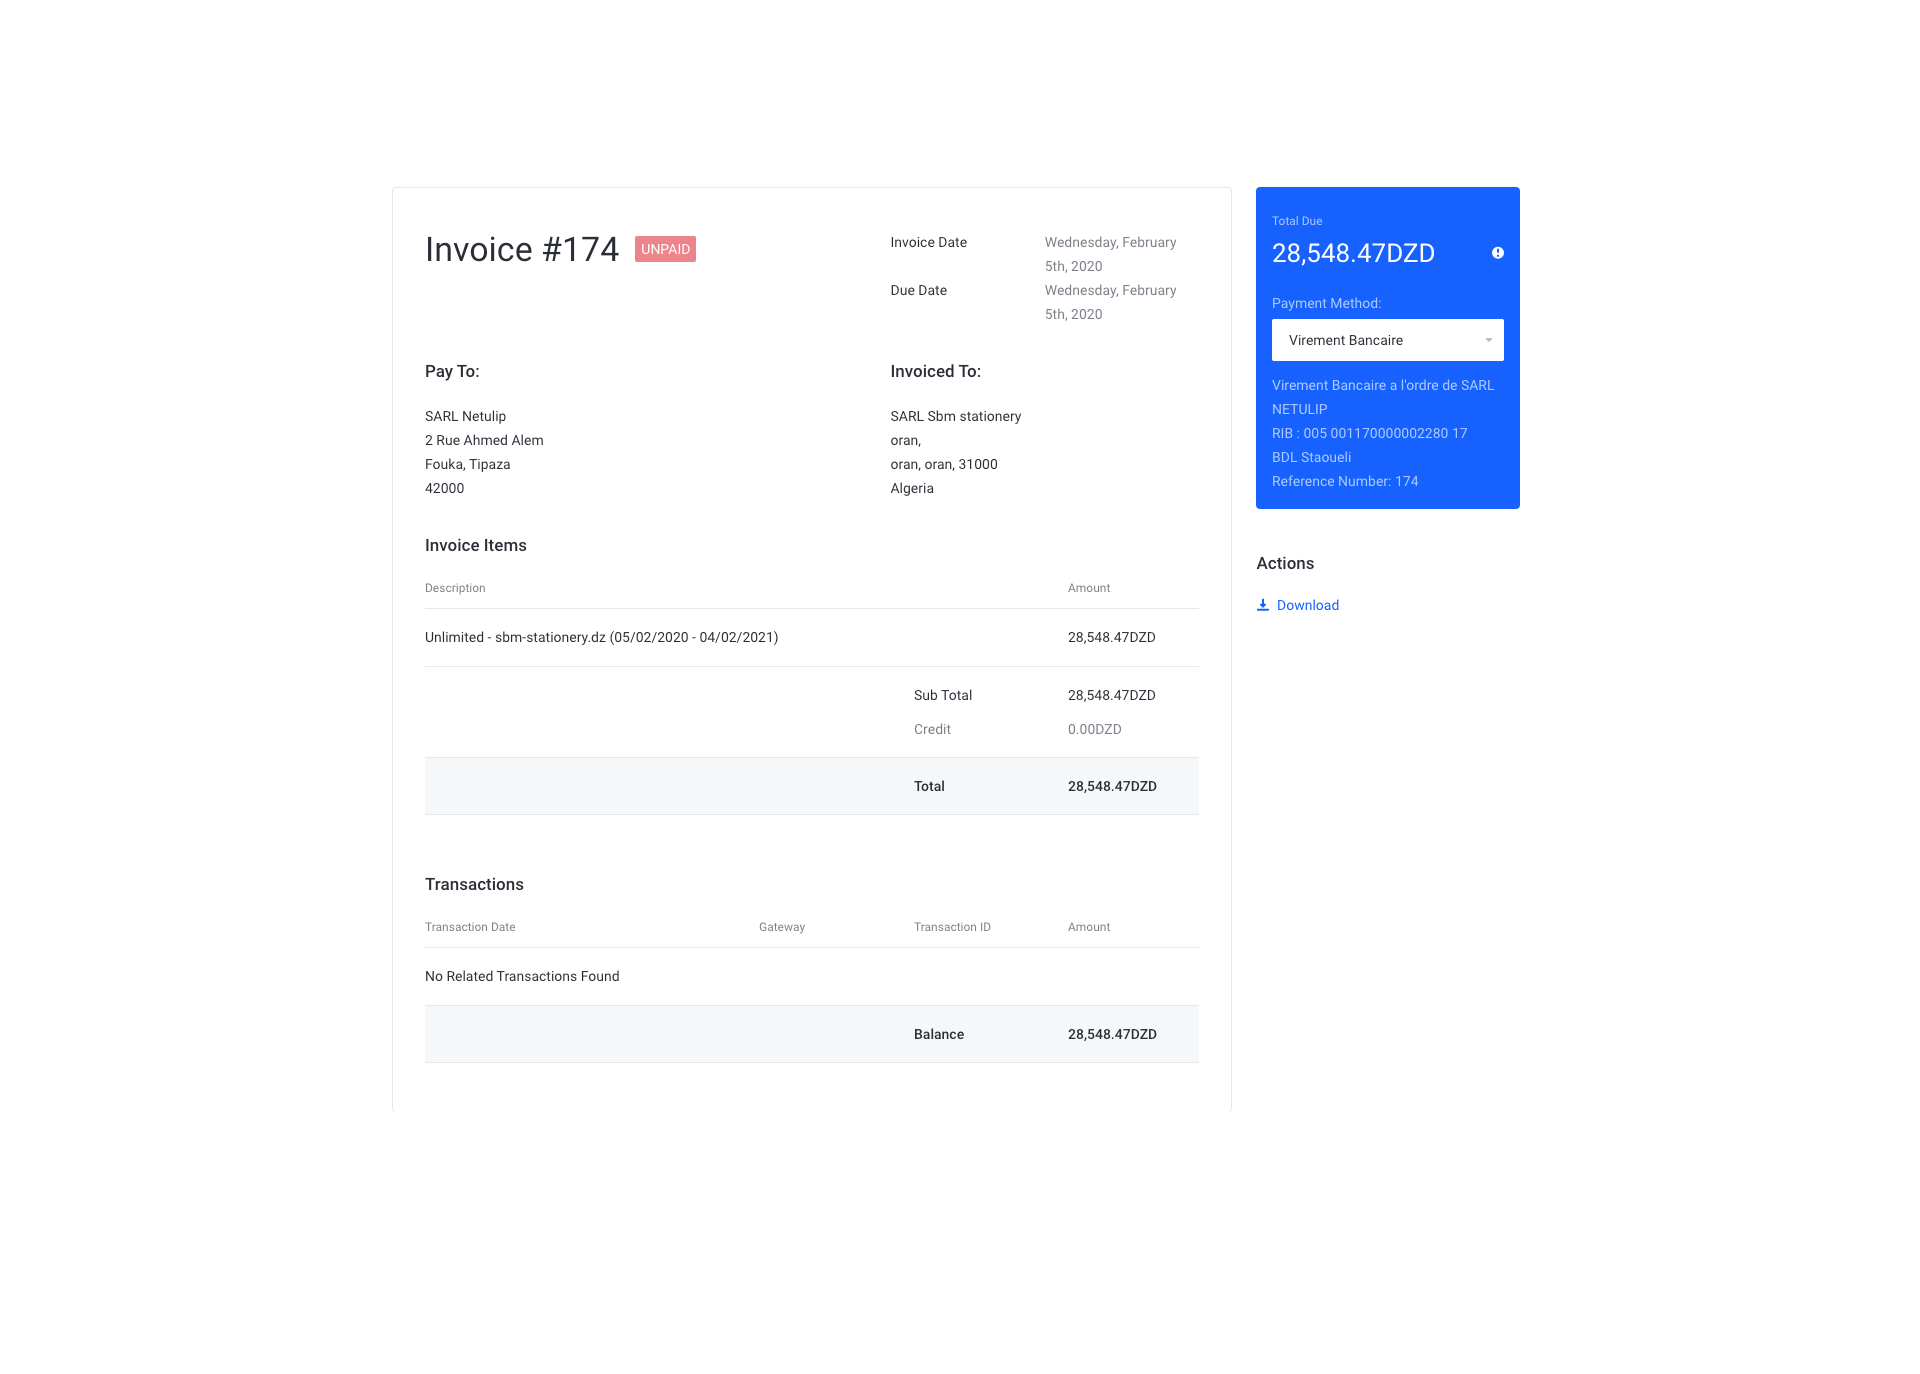 Invoice #174 UNPAID
Invoice Date Wednesday, February
5th, 2020
Due Date Wednesday, February
5th, 2020
Pay To:
SARL Netulip
2 Rue Ahmed Alem
Fouka, Tipaza
42000
Invoiced To:
SARL Sbm stationery
oran,
oran, oran, 31000
Algeria
Invoice Items
Description Amount
Unlimited - sbm-stationery.dz (05/02/2020 - 04/02/2021) 28,548.47DZD
Sub Total 28,548.47DZD
Credit 0.00DZD
Total 28,548.47DZD
Transactions
Transaction Date Gateway Transaction ID Amount
No Related Transactions Found
Balance 28,548.47DZD
Total Due
28,548.47DZD
Payment Method:
Virement Bancaire
Virement Bancaire a l'ordre de SARL
NETULIP
RIB : 005 001170000002280 17
BDL Staoueli
Reference Number: 174
Actions
Download